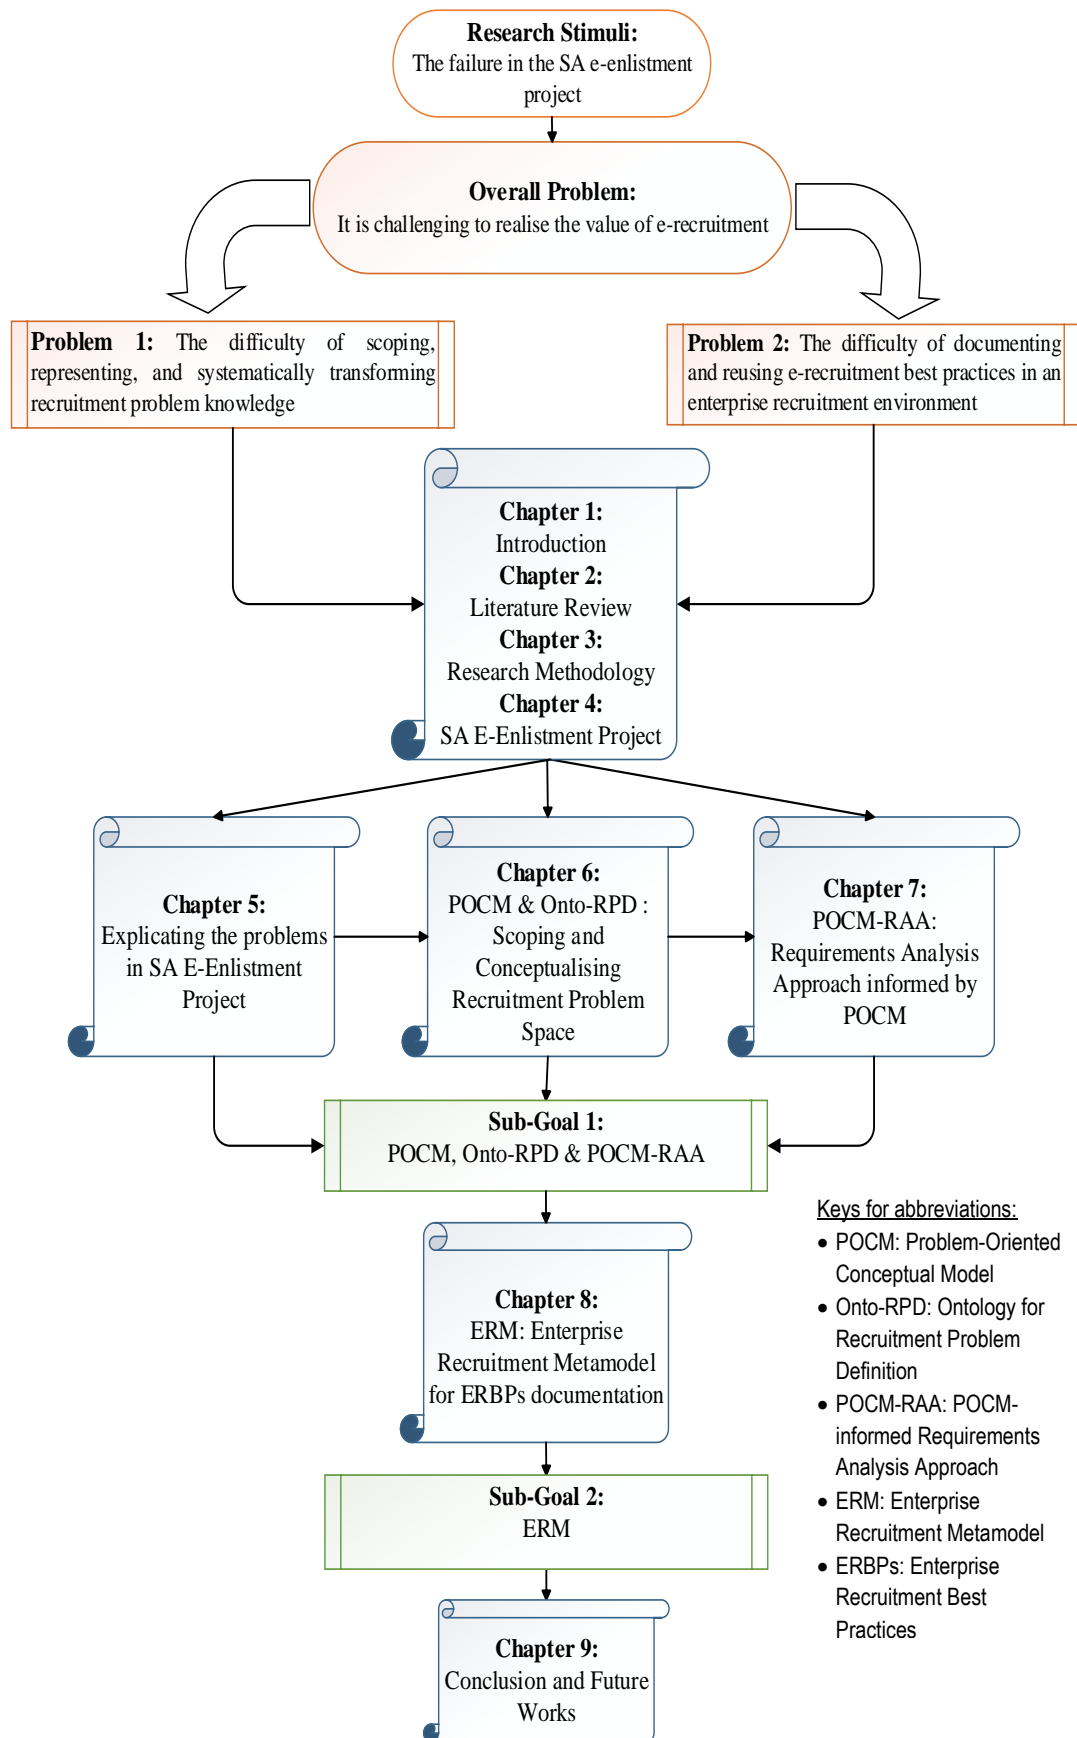 Research Stimuli:
The failure in the SA e-enlistment
project
Overall Problem:
It is challenging to realise the value of e-recruitment
Problem 1: The difficulty of scoping,
representing, and systematically transforming
recruitment problem knowledge
Problem 2: The difficulty of documenting
and reusing e-recruitment best practices in an
enterprise recruitment environment
Chapter 1:
Introduction
Chapter 2:
Literature Review
Chapter 3:
Research Methodology
Chapter 4:
SA E-Enlistment Project
Chapter 5:
Explicating the problems
in SA E-Enlistment
Project
Chapter 6:
POCM & Onto-RPD :
Scoping and
Conceptualising
Recruitment Problem
Space
Chapter 7:
POCM-RAA:
Requirements Analysis
Approach informed by
POCM
Sub-Goal 1:
POCM, Onto-RPD & POCM-RAA
Chapter 8:
ERM: Enterprise
Recruitment Metamodel
for ERBPs documentation
Sub-Goal 2:
ERM
Chapter 9:
Conclusion and Future
Works
Keys for abbreviations:
• POCM: Problem-Oriented
Conceptual Model
• Onto-RPD: Ontology for
Recruitment Problem
Definition
• POCM-RAA: POCM-
informed Requirements
Analysis Approach
• ERM: Enterprise
Recruitment Metamodel
• ERBPs: Enterprise
Recruitment Best
Practices